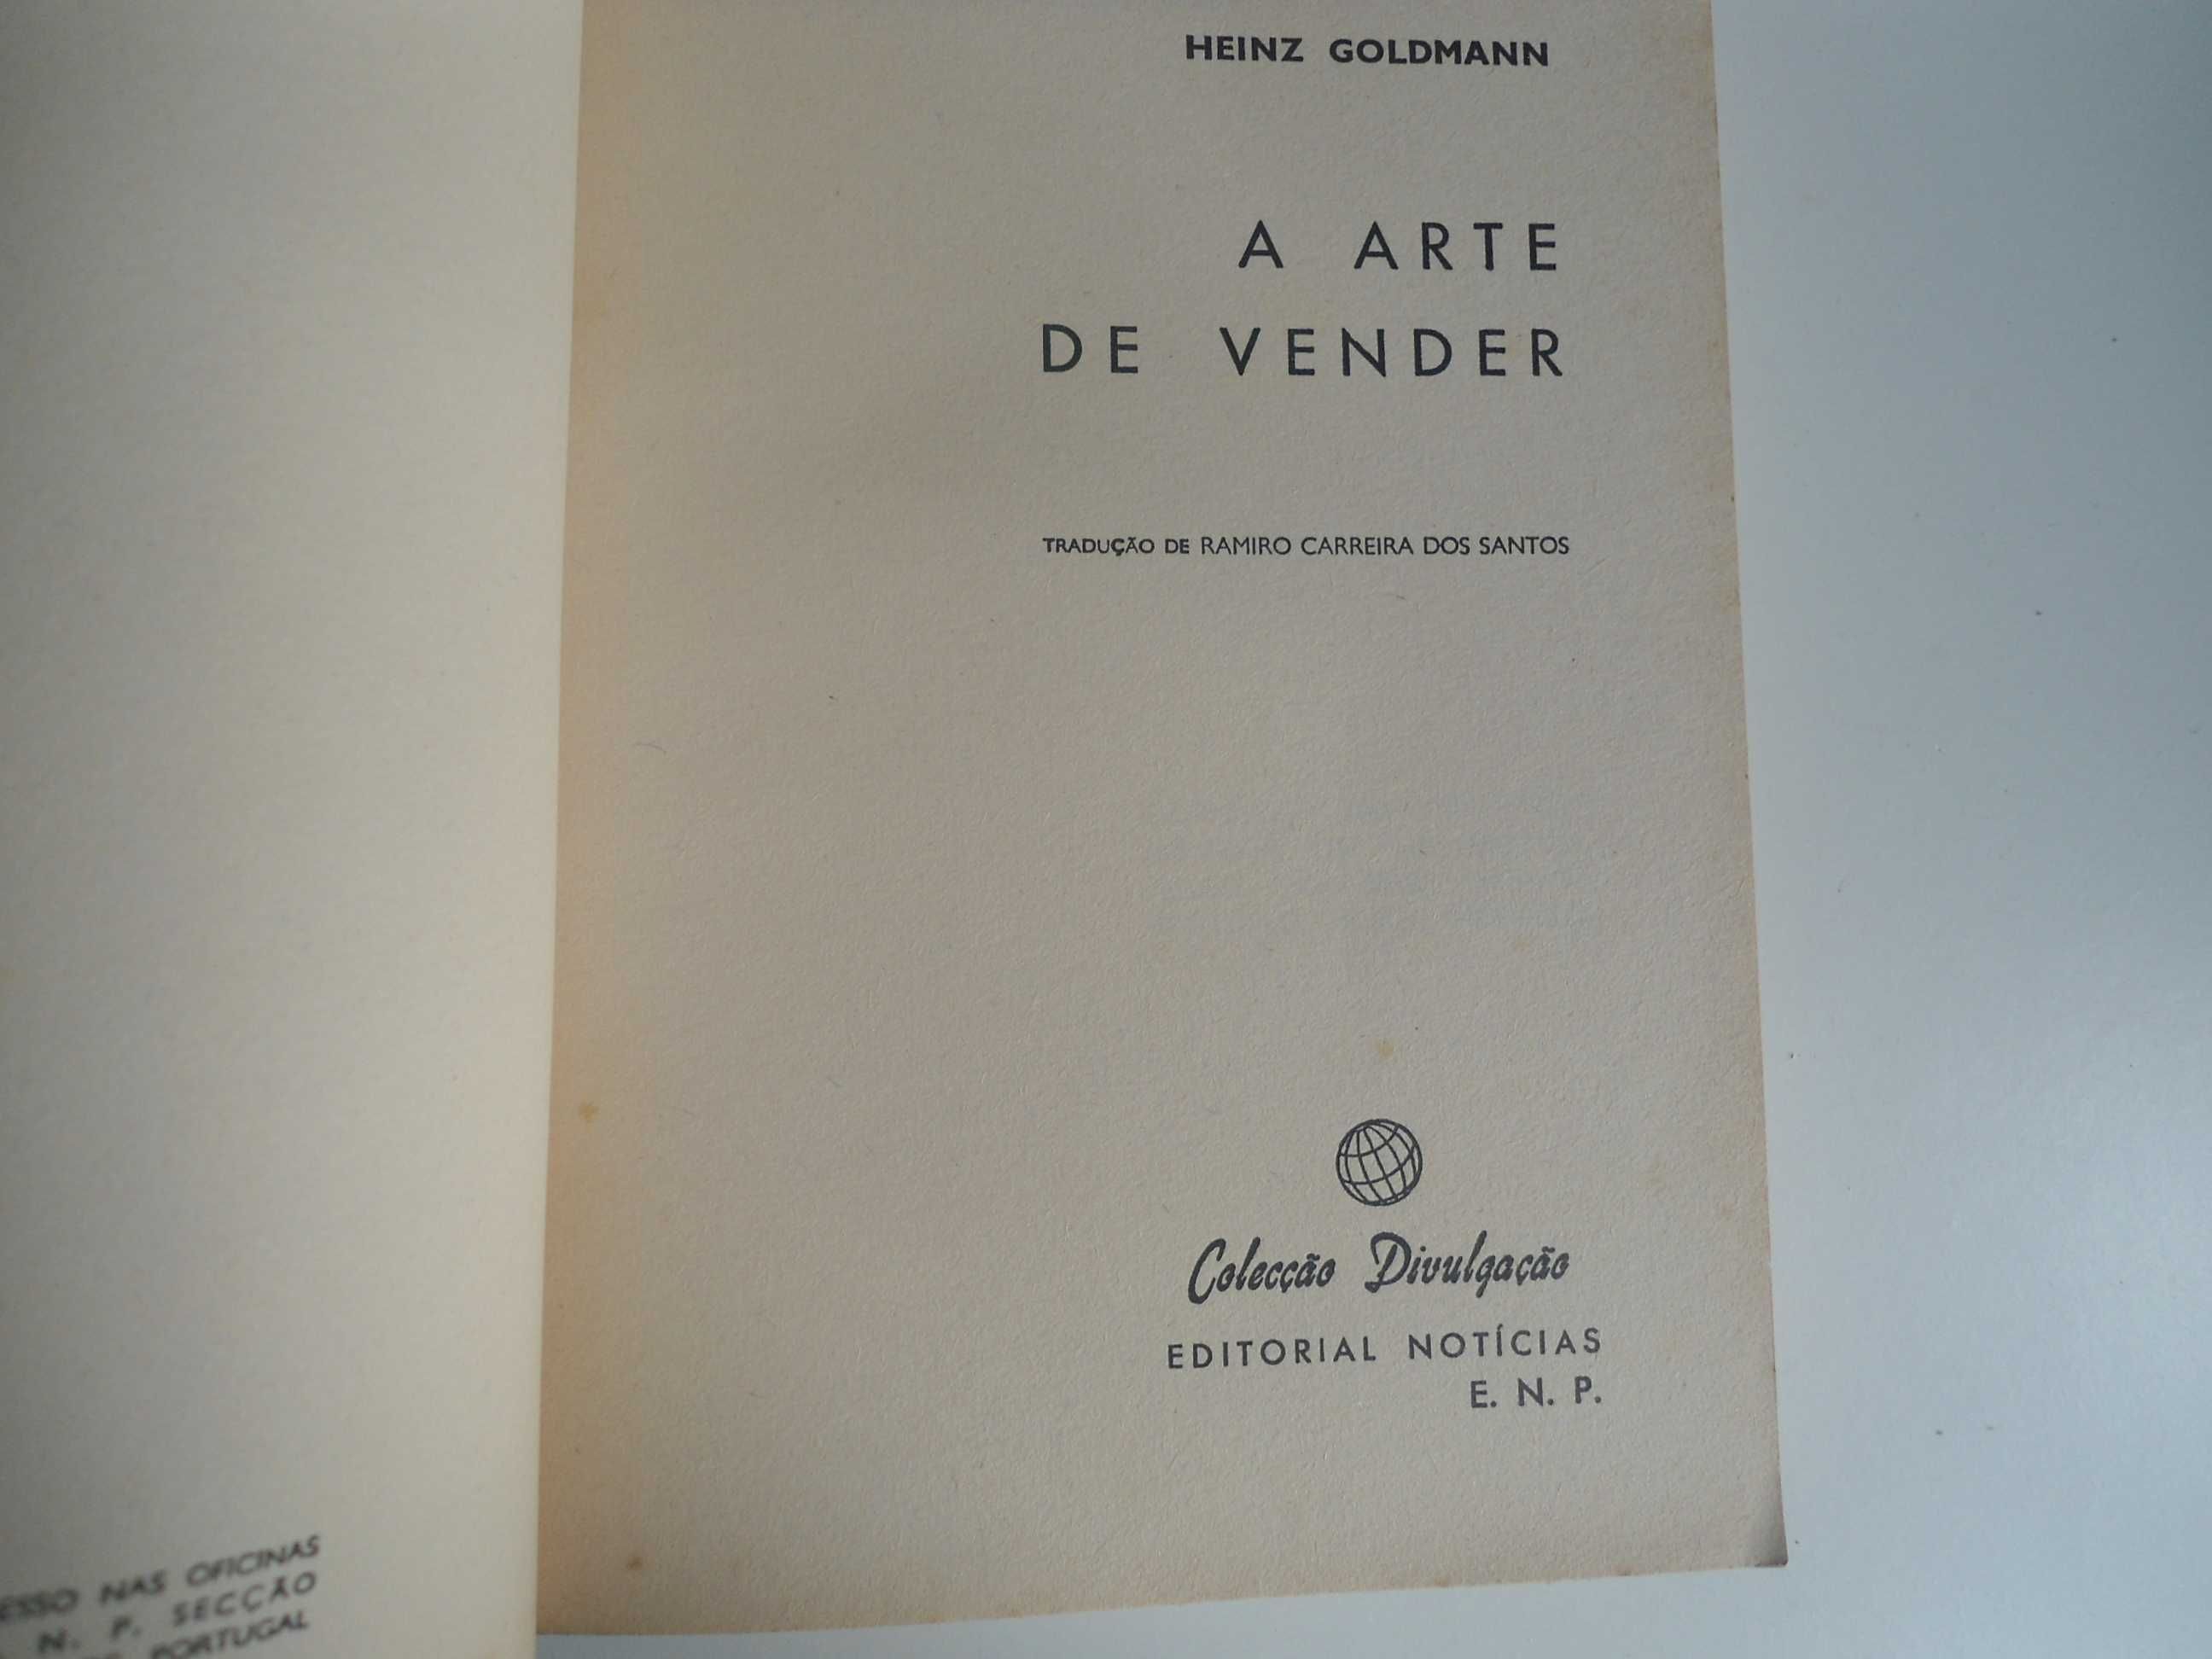 HEINZ GOLDMANN
A ARTE
DE VENDER
TRADUÇÃO DE RAMIRO CARREIRA DOS SANTOS
Colecção Divulgação
EDITORIAL NOTÍCIAS
E. N. P.
ESSO NAS OFICINAS
N. P. SECÇÃO
PORTUGAL